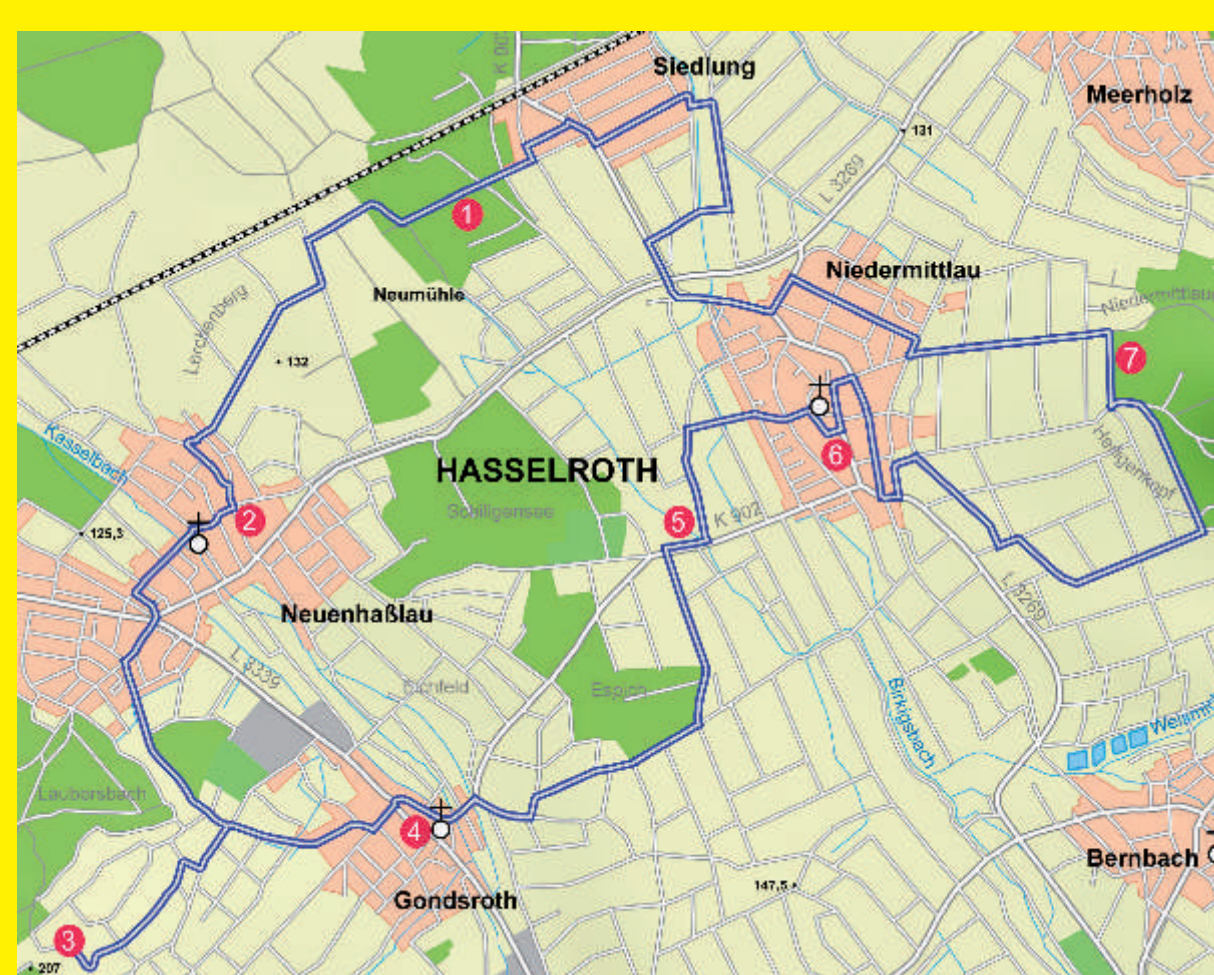 Siedlung
Meerholz
131
L 3269
1
Niedermittlau
Neumühle
Lerchenberg
132
7
Kasselbach
HASSELROTH
Heiligenkopf
6
Schilligensee
K 902
2
5
125,3
Neuenhaßlau
L 3269
L 3339
Eichfeld
Espich
Birkigsbach
Laubersbach
4
Bernbach
147,5
Gondsroth
3
207